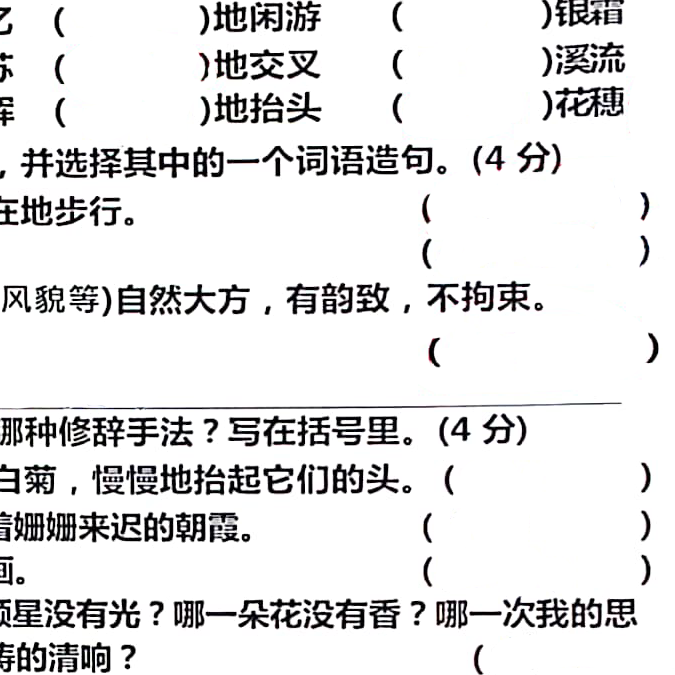 忆 (　　　)地闲游 (　　　)银霜
苏 (　　　)地交叉 (　　　)溪流
(　　　)地抬头 (　　　)花穗
,并选择其中的一个词语造句。(4 分)
在地步行。 (　　　)
(　　　)
风貌等)自然大方，有韵致，不拘束。
(　　　)
哪种修辞手法？写在括号里。(4 分)
白菊，慢慢地抬起它们的头。(　　　)
着姗姗来迟的朝霞。 (　　　)
画。 (　　　)
颗星没有光？哪一朵花没有香？哪一次我的思
涛的清响？ (